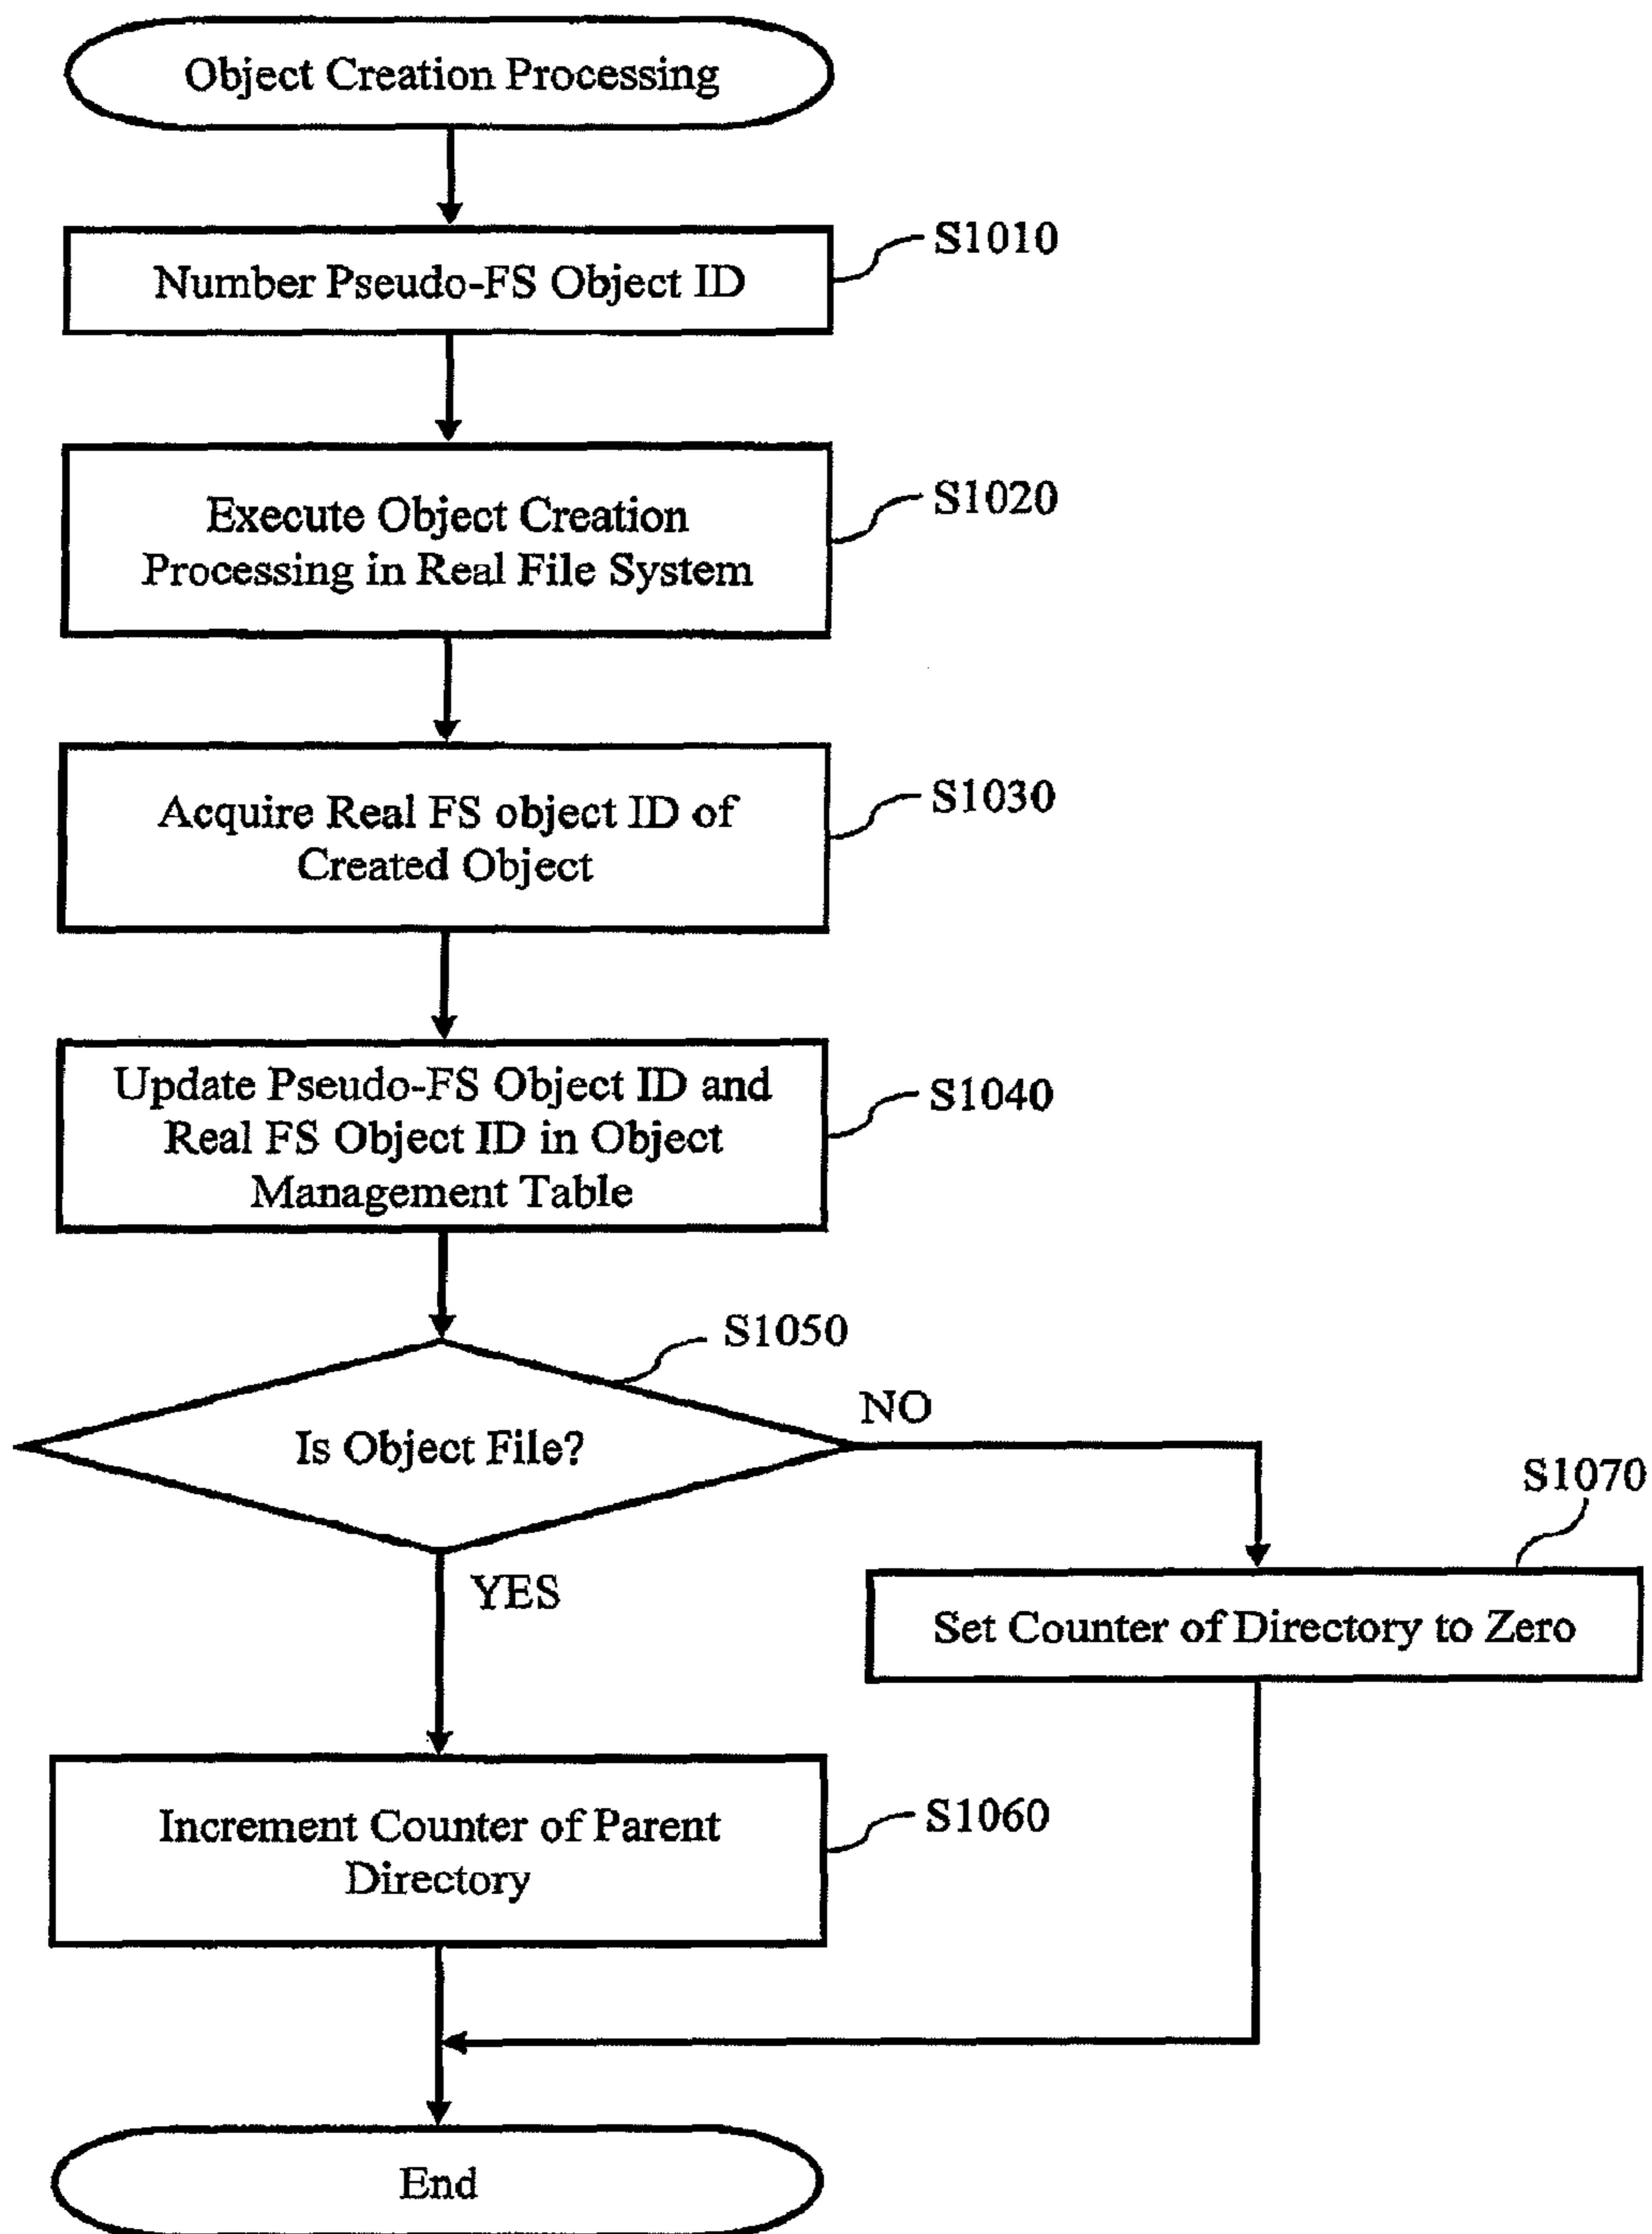 Object Creation Processing
S1010
Number Pseudo-FS Object ID
S1020
Execute Object Creation
Processing in Real File System
S1030
Acquire Real FS object ID of
Created Object
Update Pseudo-FS Object ID and
Real FS Object ID in Object
Management Table
S1040
S1050
Is Object File?
NO
YES
S1070
Set Counter of Directory to Zero
Increment Counter of Parent
Directory
S1060
End